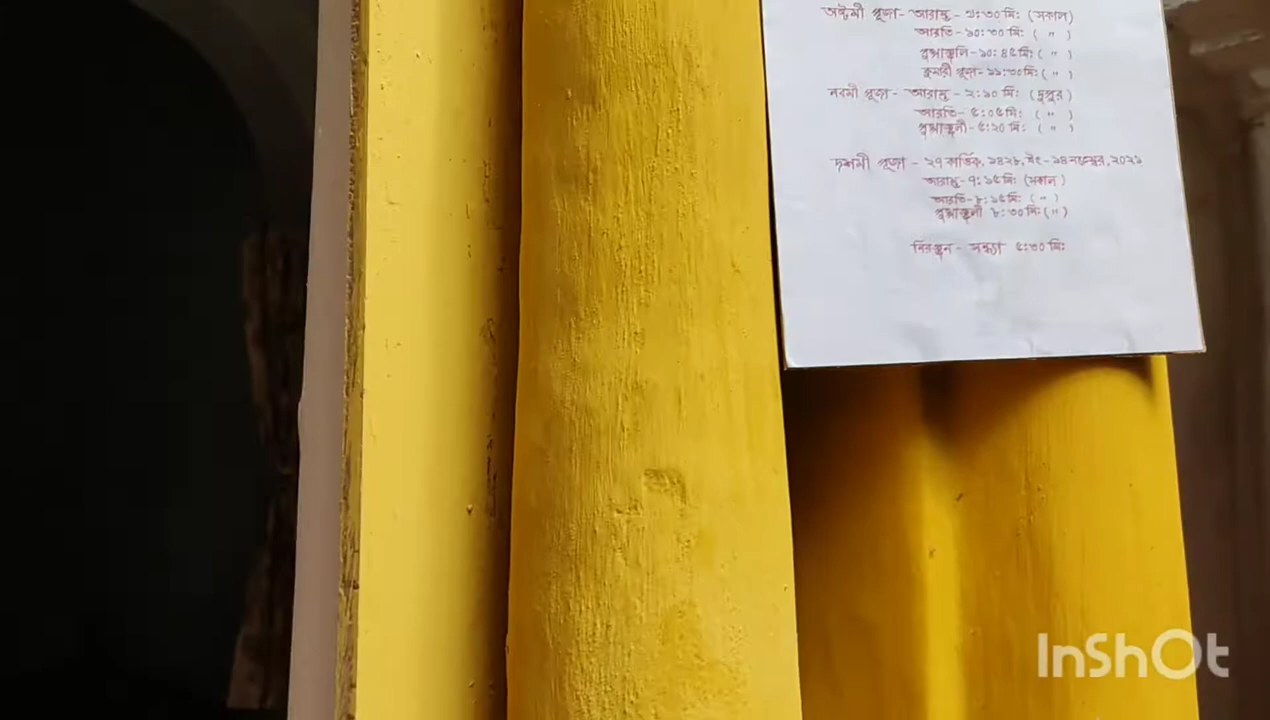 অষ্টমী পূজা- আরম্ভ - ৯:৩০ মি: (সকাল)
আরতি - ১০:৩০ মি: ( " )
পুষ্পাঞ্জলি - ১০:৪৫ মি: ( " )
কুমারী পূজা - ১১:৩০ মি: ( " )
নবমী পূজা- আরম্ভ - ২:১০ মি: (দুপুর)
আরতি - ৫:০৫ মি: ( " )
পুষ্পাঞ্জলী - ৫:২০ মি: ( " )
দশমী পূজা - ২৭ কার্তিক, ১৪২৮, ইং - ১৪ নভেম্বর, ২০২১
আরম্ভ - ৭:১৫ মি: (সকাল)
আরতি - ৮:১৫ মি: ( " )
পুষ্পাঞ্জলী ৮:৩০ মি: ( " )
নিরঞ্জন - সন্ধ্যা ৫:৩০ মি:
InShOt